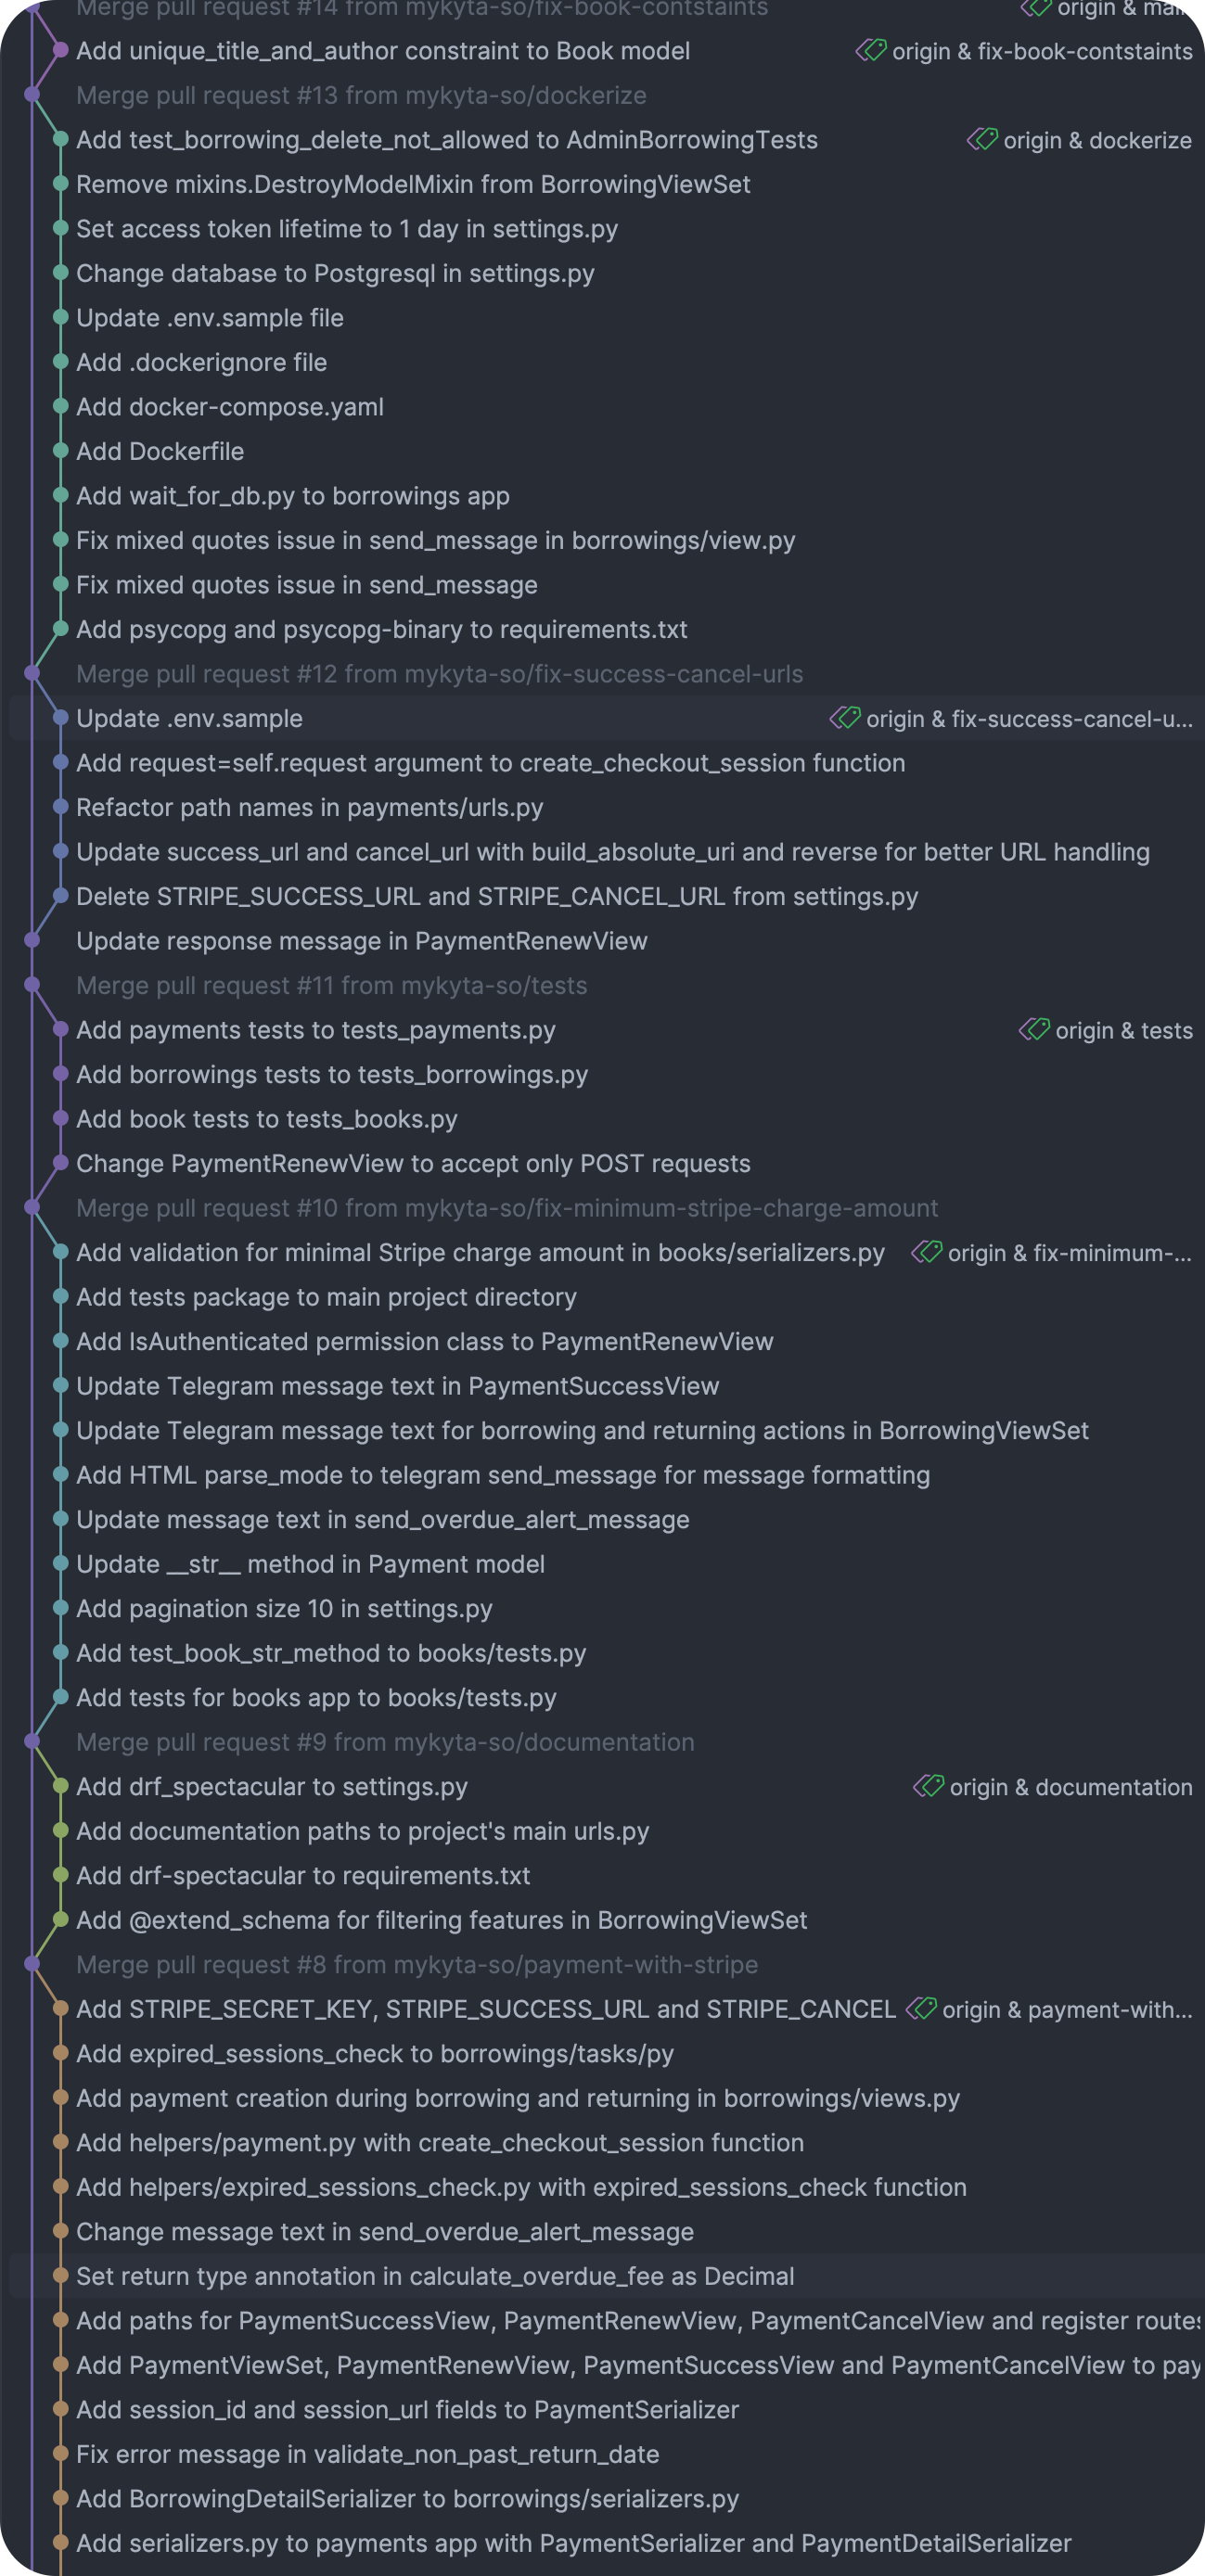 Merge pull request #14 from mykyta-so/fix-book-contstaints origin & main
Add unique_title_and_author constraint to Book model origin & fix-book-contstaints
Merge pull request #13 from mykyta-so/dockerize
Add test_borrowing_delete_not_allowed to AdminBorrowingTests origin & dockerize
Remove mixins.DestroyModelMixin from BorrowingViewSet
Set access token lifetime to 1 day in settings.py
Change database to Postgresql in settings.py
Update .env.sample file
Add .dockerignore file
Add docker-compose.yaml
Add Dockerfile
Add wait_for_db.py to borrowings app
Fix mixed quotes issue in send_message in borrowings/view.py
Fix mixed quotes issue in send_message
Add psycopg and psycopg-binary to requirements.txt
Merge pull request #12 from mykyta-so/fix-success-cancel-urls
Update .env.sample origin & fix-success-cancel-u...
Add request=self.request argument to create_checkout_session function
Refactor path names in payments/urls.py
Update success_url and cancel_url with build_absolute_uri and reverse for better URL handling
Delete STRIPE_SUCCESS_URL and STRIPE_CANCEL_URL from settings.py
Update response message in PaymentRenewView
Merge pull request #11 from mykyta-so/tests
Add payments tests to tests_payments.py origin & tests
Add borrowings tests to tests_borrowings.py
Add book tests to tests_books.py
Change PaymentRenewView to accept only POST requests
Merge pull request #10 from mykyta-so/fix-minimum-stripe-charge-amount
Add validation for minimal Stripe charge amount in books/serializers.py origin & fix-minimum-...
Add tests package to main project directory
Add IsAuthenticated permission class to PaymentRenewView
Update Telegram message text in PaymentSuccessView
Update Telegram message text for borrowing and returning actions in BorrowingViewSet
Add HTML parse_mode to telegram send_message for message formatting
Update message text in send_overdue_alert_message
Update __str__ method in Payment model
Add pagination size 10 in settings.py
Add test_book_str_method to books/tests.py
Add tests for books app to books/tests.py
Merge pull request #9 from mykyta-so/documentation
Add drf_spectacular to settings.py origin & documentation
Add documentation paths to project's main urls.py
Add drf-spectacular to requirements.txt
Add @extend_schema for filtering features in BorrowingViewSet
Merge pull request #8 from mykyta-so/payment-with-stripe
Add STRIPE_SECRET_KEY, STRIPE_SUCCESS_URL and STRIPE_CANCEL origin & payment-with...
Add expired_sessions_check to borrowings/tasks/py
Add payment creation during borrowing and returning in borrowings/views.py
Add helpers/payment.py with create_checkout_session function
Add helpers/expired_sessions_check.py with expired_sessions_check function
Change message text in send_overdue_alert_message
Set return type annotation in calculate_overdue_fee as Decimal
Add paths for PaymentSuccessView, PaymentRenewView, PaymentCancelView and register routes
Add PaymentViewSet, PaymentRenewView, PaymentSuccessView and PaymentCancelView to pay
Add session_id and session_url fields to PaymentSerializer
Fix error message in validate_non_past_return_date
Add BorrowingDetailSerializer to borrowings/serializers.py
Add serializers.py to payments app with PaymentSerializer and PaymentDetailSerializer